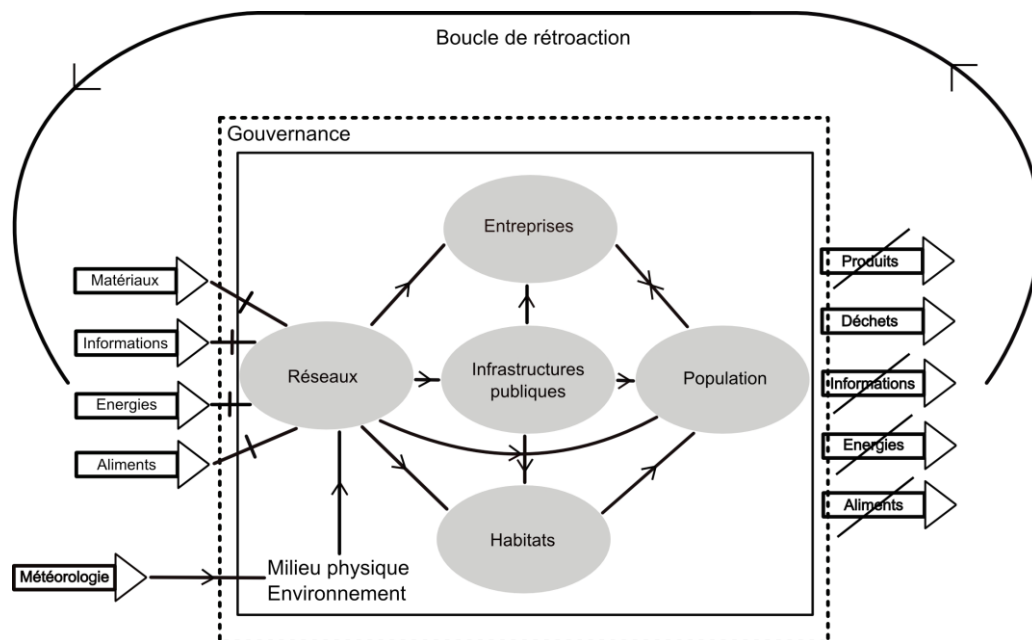 Boucle de rétroaction
Gouvernance
Entreprises
Matériaux
Informations
Energies
Aliments
Réseaux
Infrastructures
publiques
Population
Habitats
Météorologie
Milieu physique
Environnement
Produits
Déchets
Informations
Energies
Aliments